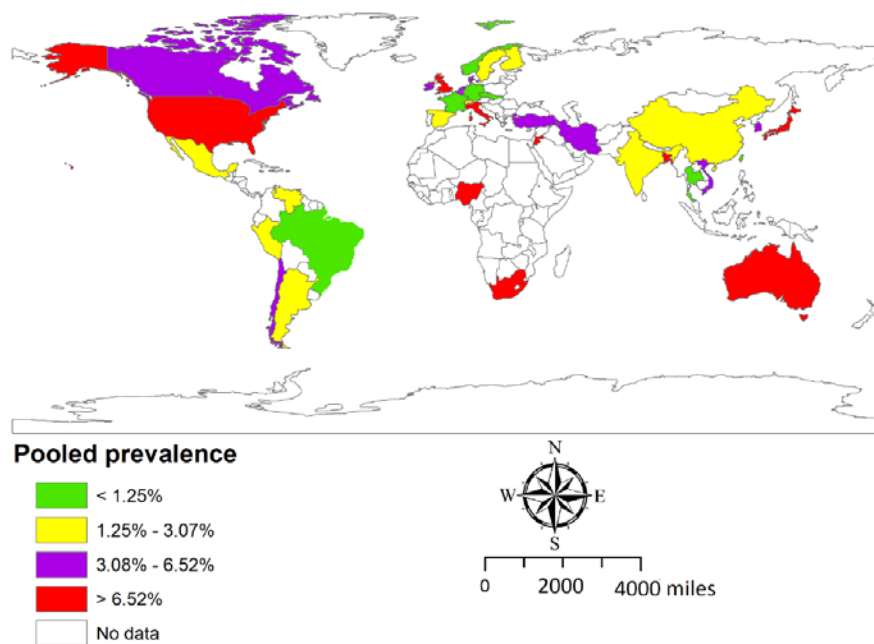 Pooled prevalence
< 1.25%
1.25% - 3.07%
3.08% - 6.52%
> 6.52%
No data
N
W E
S
0 2000 4000 miles